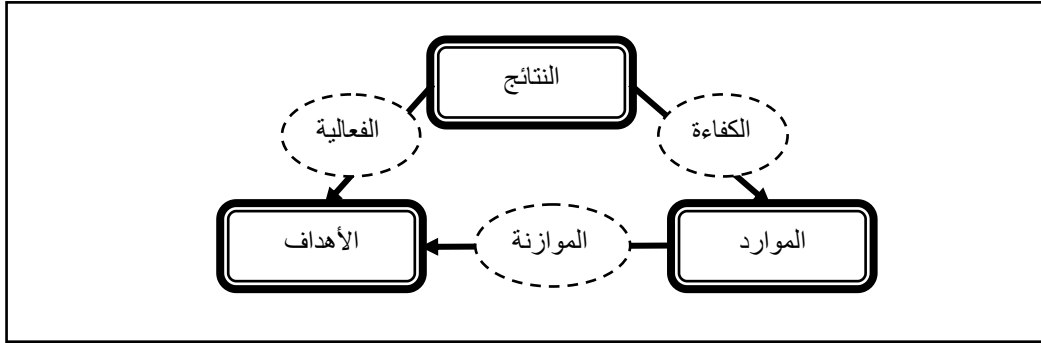 النتائج
الكفاءة
الفعالية
الموارد
الموازنة
الأهداف